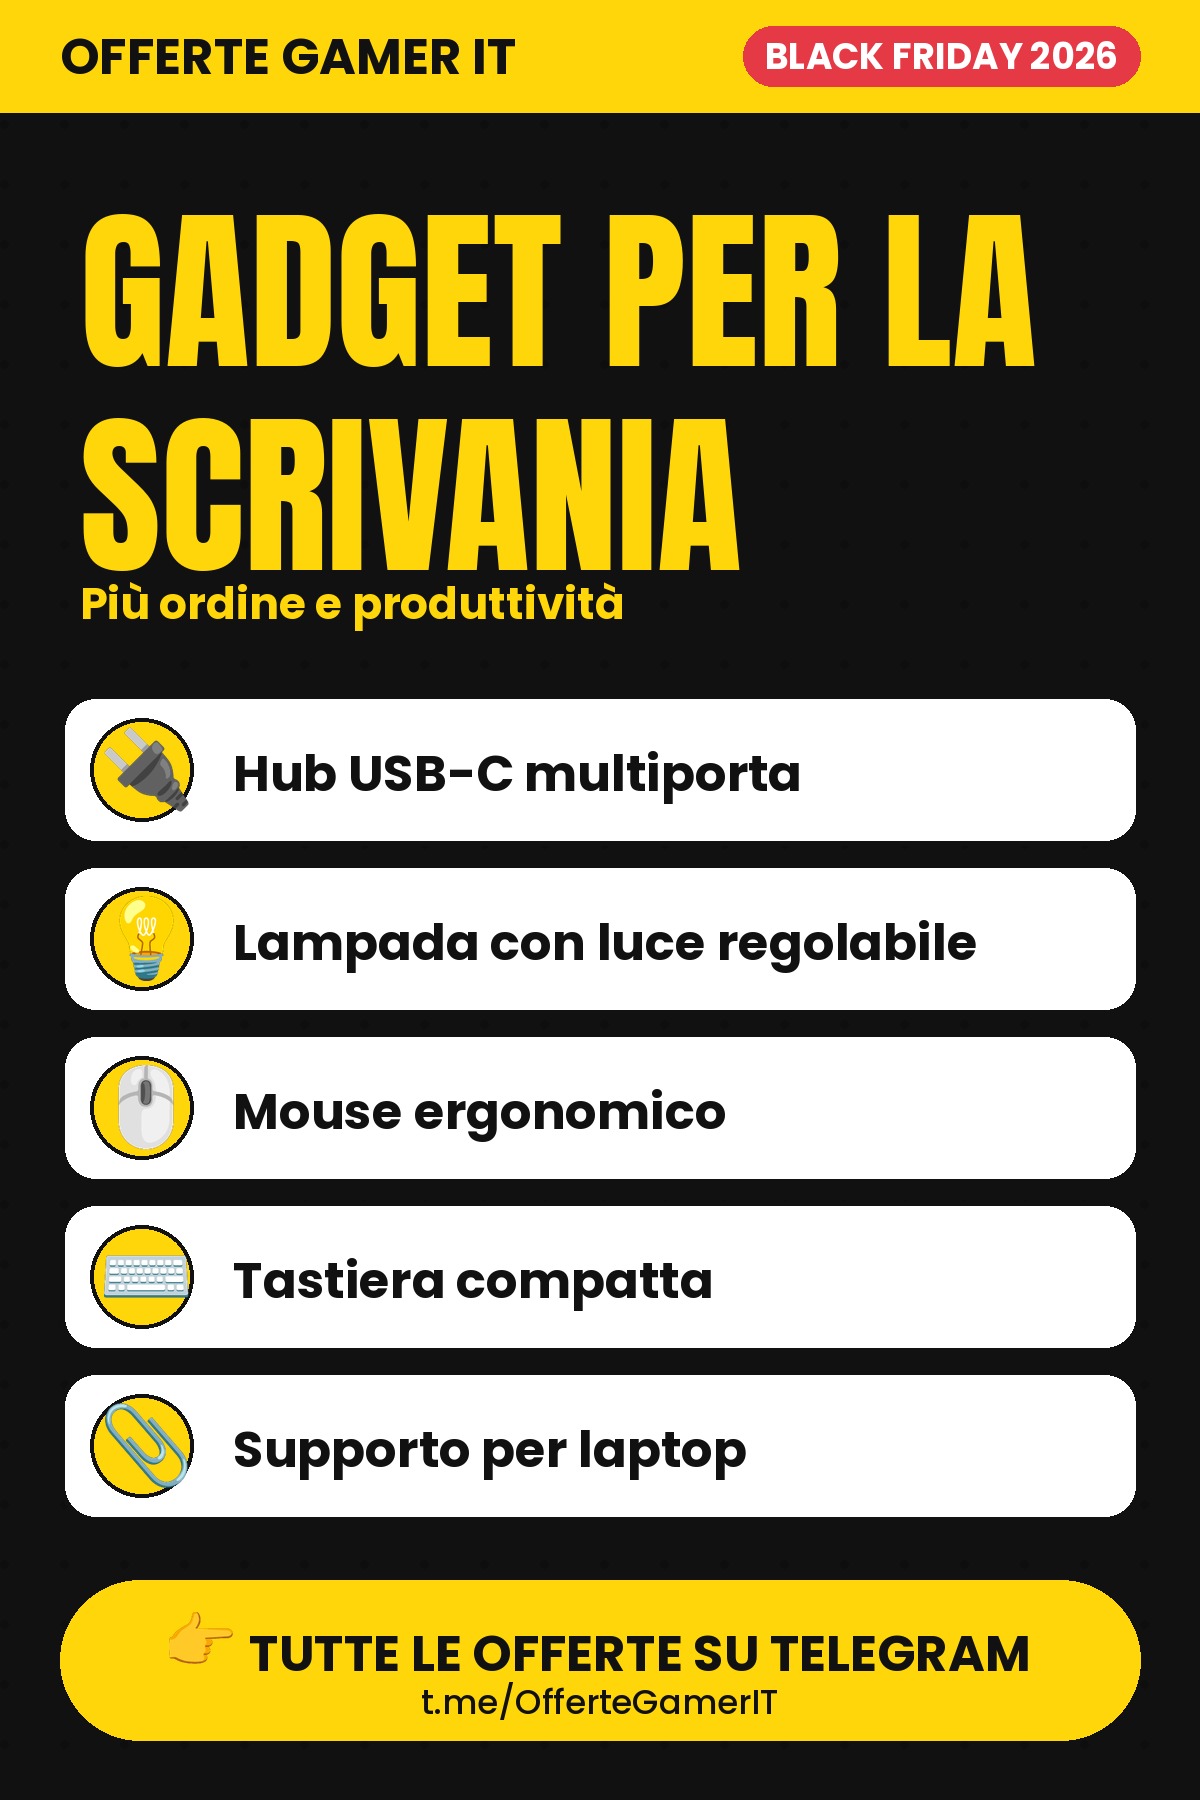 OFFERTE GAMER IT
BLACK FRIDAY 2026
GADGET PER LA
SCRIVANIA
Più ordine e produttività
Hub USB-C multiporta
Lampada con luce regolabile
Mouse ergonomico
Tastiera compatta
Supporto per laptop
👉 TUTTE LE OFFERTE SU TELEGRAM
t.me/OfferteGamerIT